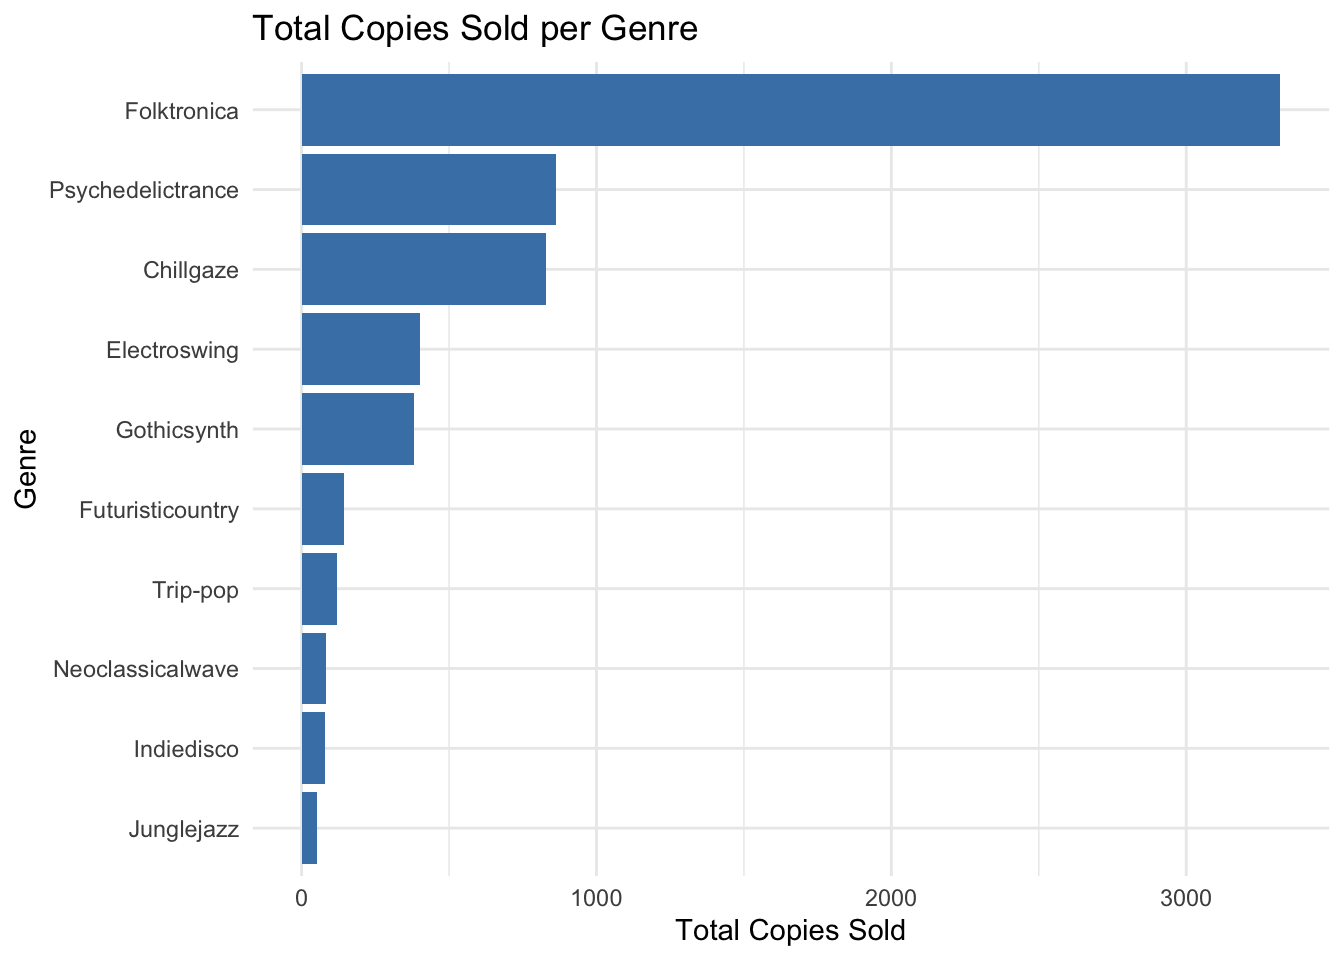 Total Copies Sold per Genre
Folktronica
Psychedelictrance
Chillgaze
Electroswing
Gothicsynth
Futuristicountry
Trip-pop
Neoclassicalwave
Indiedisco
Junglejazz
Genre
0 1000 2000 3000
Total Copies Sold